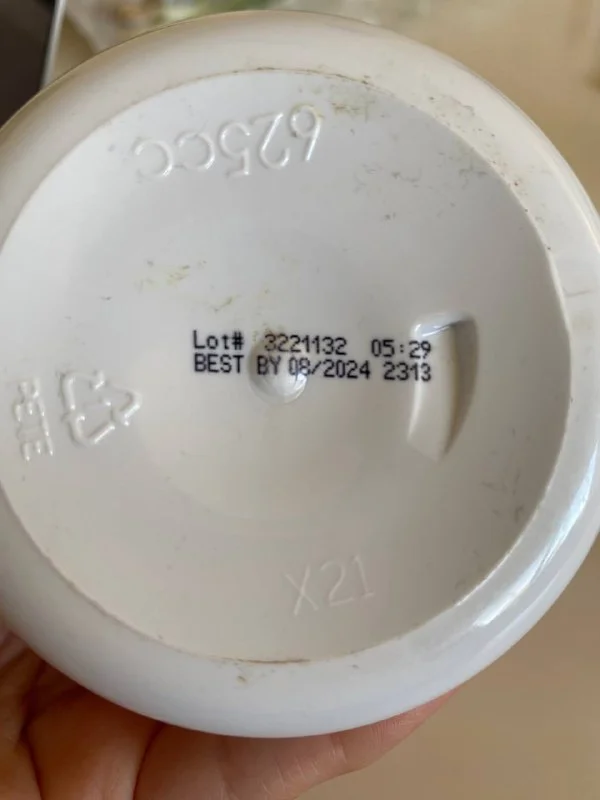 625CC
Lot# 3221132 05:29
BEST BY 08/2024 2313
PETE
X21